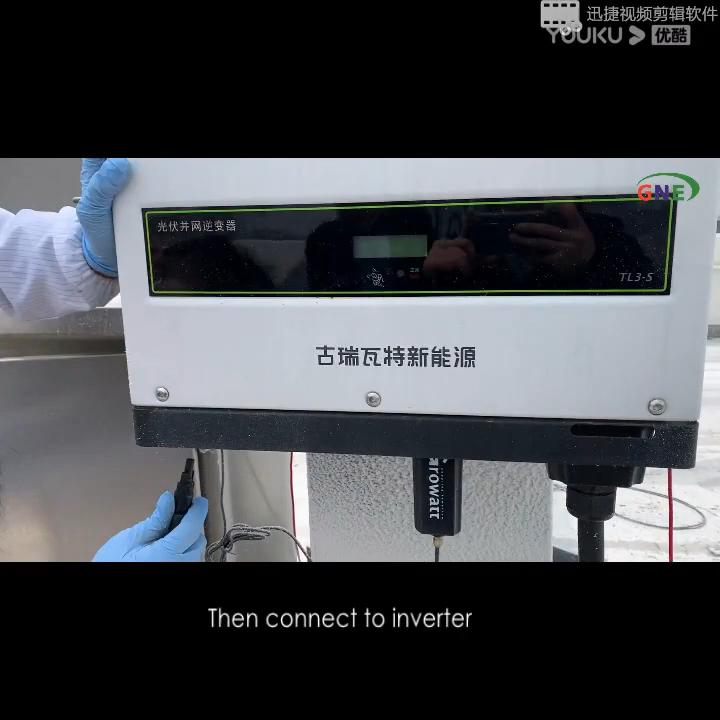 迅捷视频剪辑软件
YOUKU 优酷
GNE
光伏并网逆变器
TL3-S
古瑞瓦特新能源
arowatt
Then connect to inverter